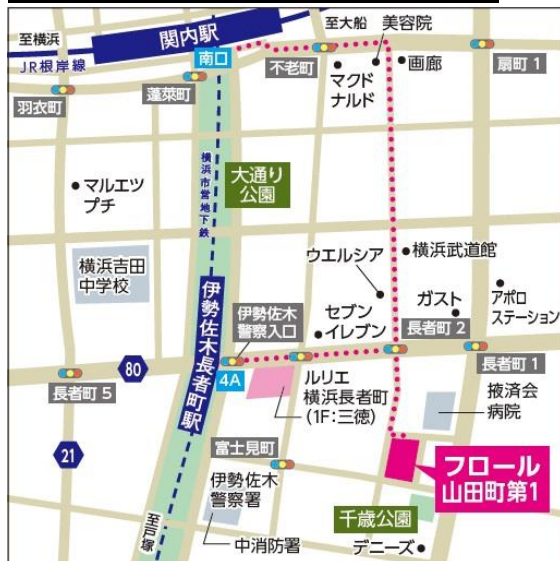 至横浜
関内駅
至大船
美容院
JR根岸線
南口
不老町
マクド
ナルド
画廊
扇町 1
羽衣町
蓬莱町
マルエツ
プチ
横浜市営地下鉄
大通り
公園
横浜吉田
中学校
ウエルシア
横浜武道館
伊勢佐木長者町駅
伊勢佐木
警察入口
セブン
イレブン
ガスト
アポロ
ステーション
長者町 2
長者町 5
80
4A
ルリエ
横浜長者町
(1F:三徳)
長者町 1
掖済会
病院
21
富士見町
フロール
山田町第1
伊勢佐木
警察署
千歳公園
至戸塚
中消防署
デニーズ